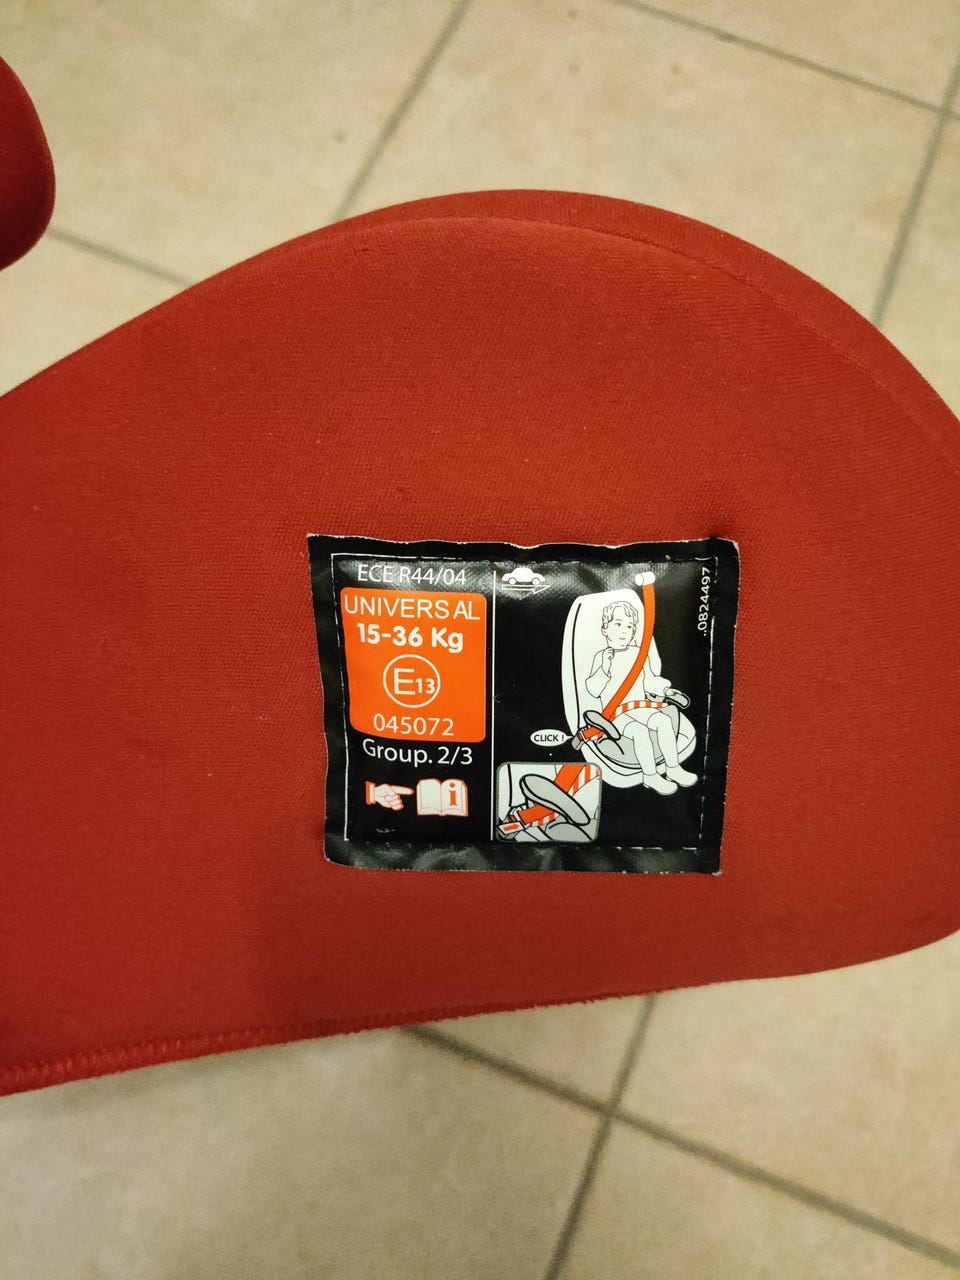 ECE R44/04
UNIVERSAL
15-36 Kg
E13
045072
Group. 2/3
i
CLICK !
..0824497